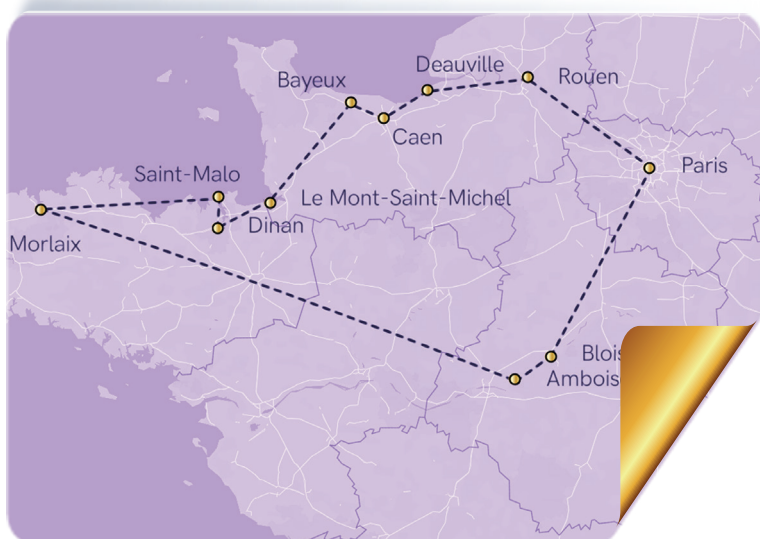 Deauville
Rouen
Bayeux
Caen
Paris
Saint-Malo
Le Mont-Saint-Michel
Dinan
Morlaix
Blois
Ambois